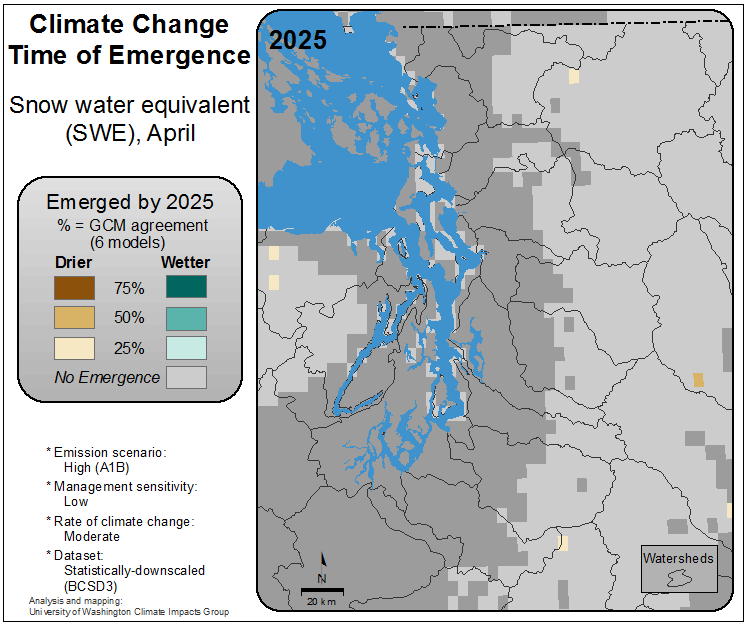 Climate Change
Time of Emergence
Snow water equivalent
(SWE), April
Emerged by 2025
% = GCM agreement
(6 models)
Drier Wetter
75%
50%
25%
No Emergence
* Emission scenario:
High (A1B)
* Management sensitivity:
Low
* Rate of climate change:
Moderate
* Dataset:
Statistically-downscaled
(BCSD3)
Analysis and mapping:
University of Washington Climate Impacts Group
2025
N
20 km
Watersheds